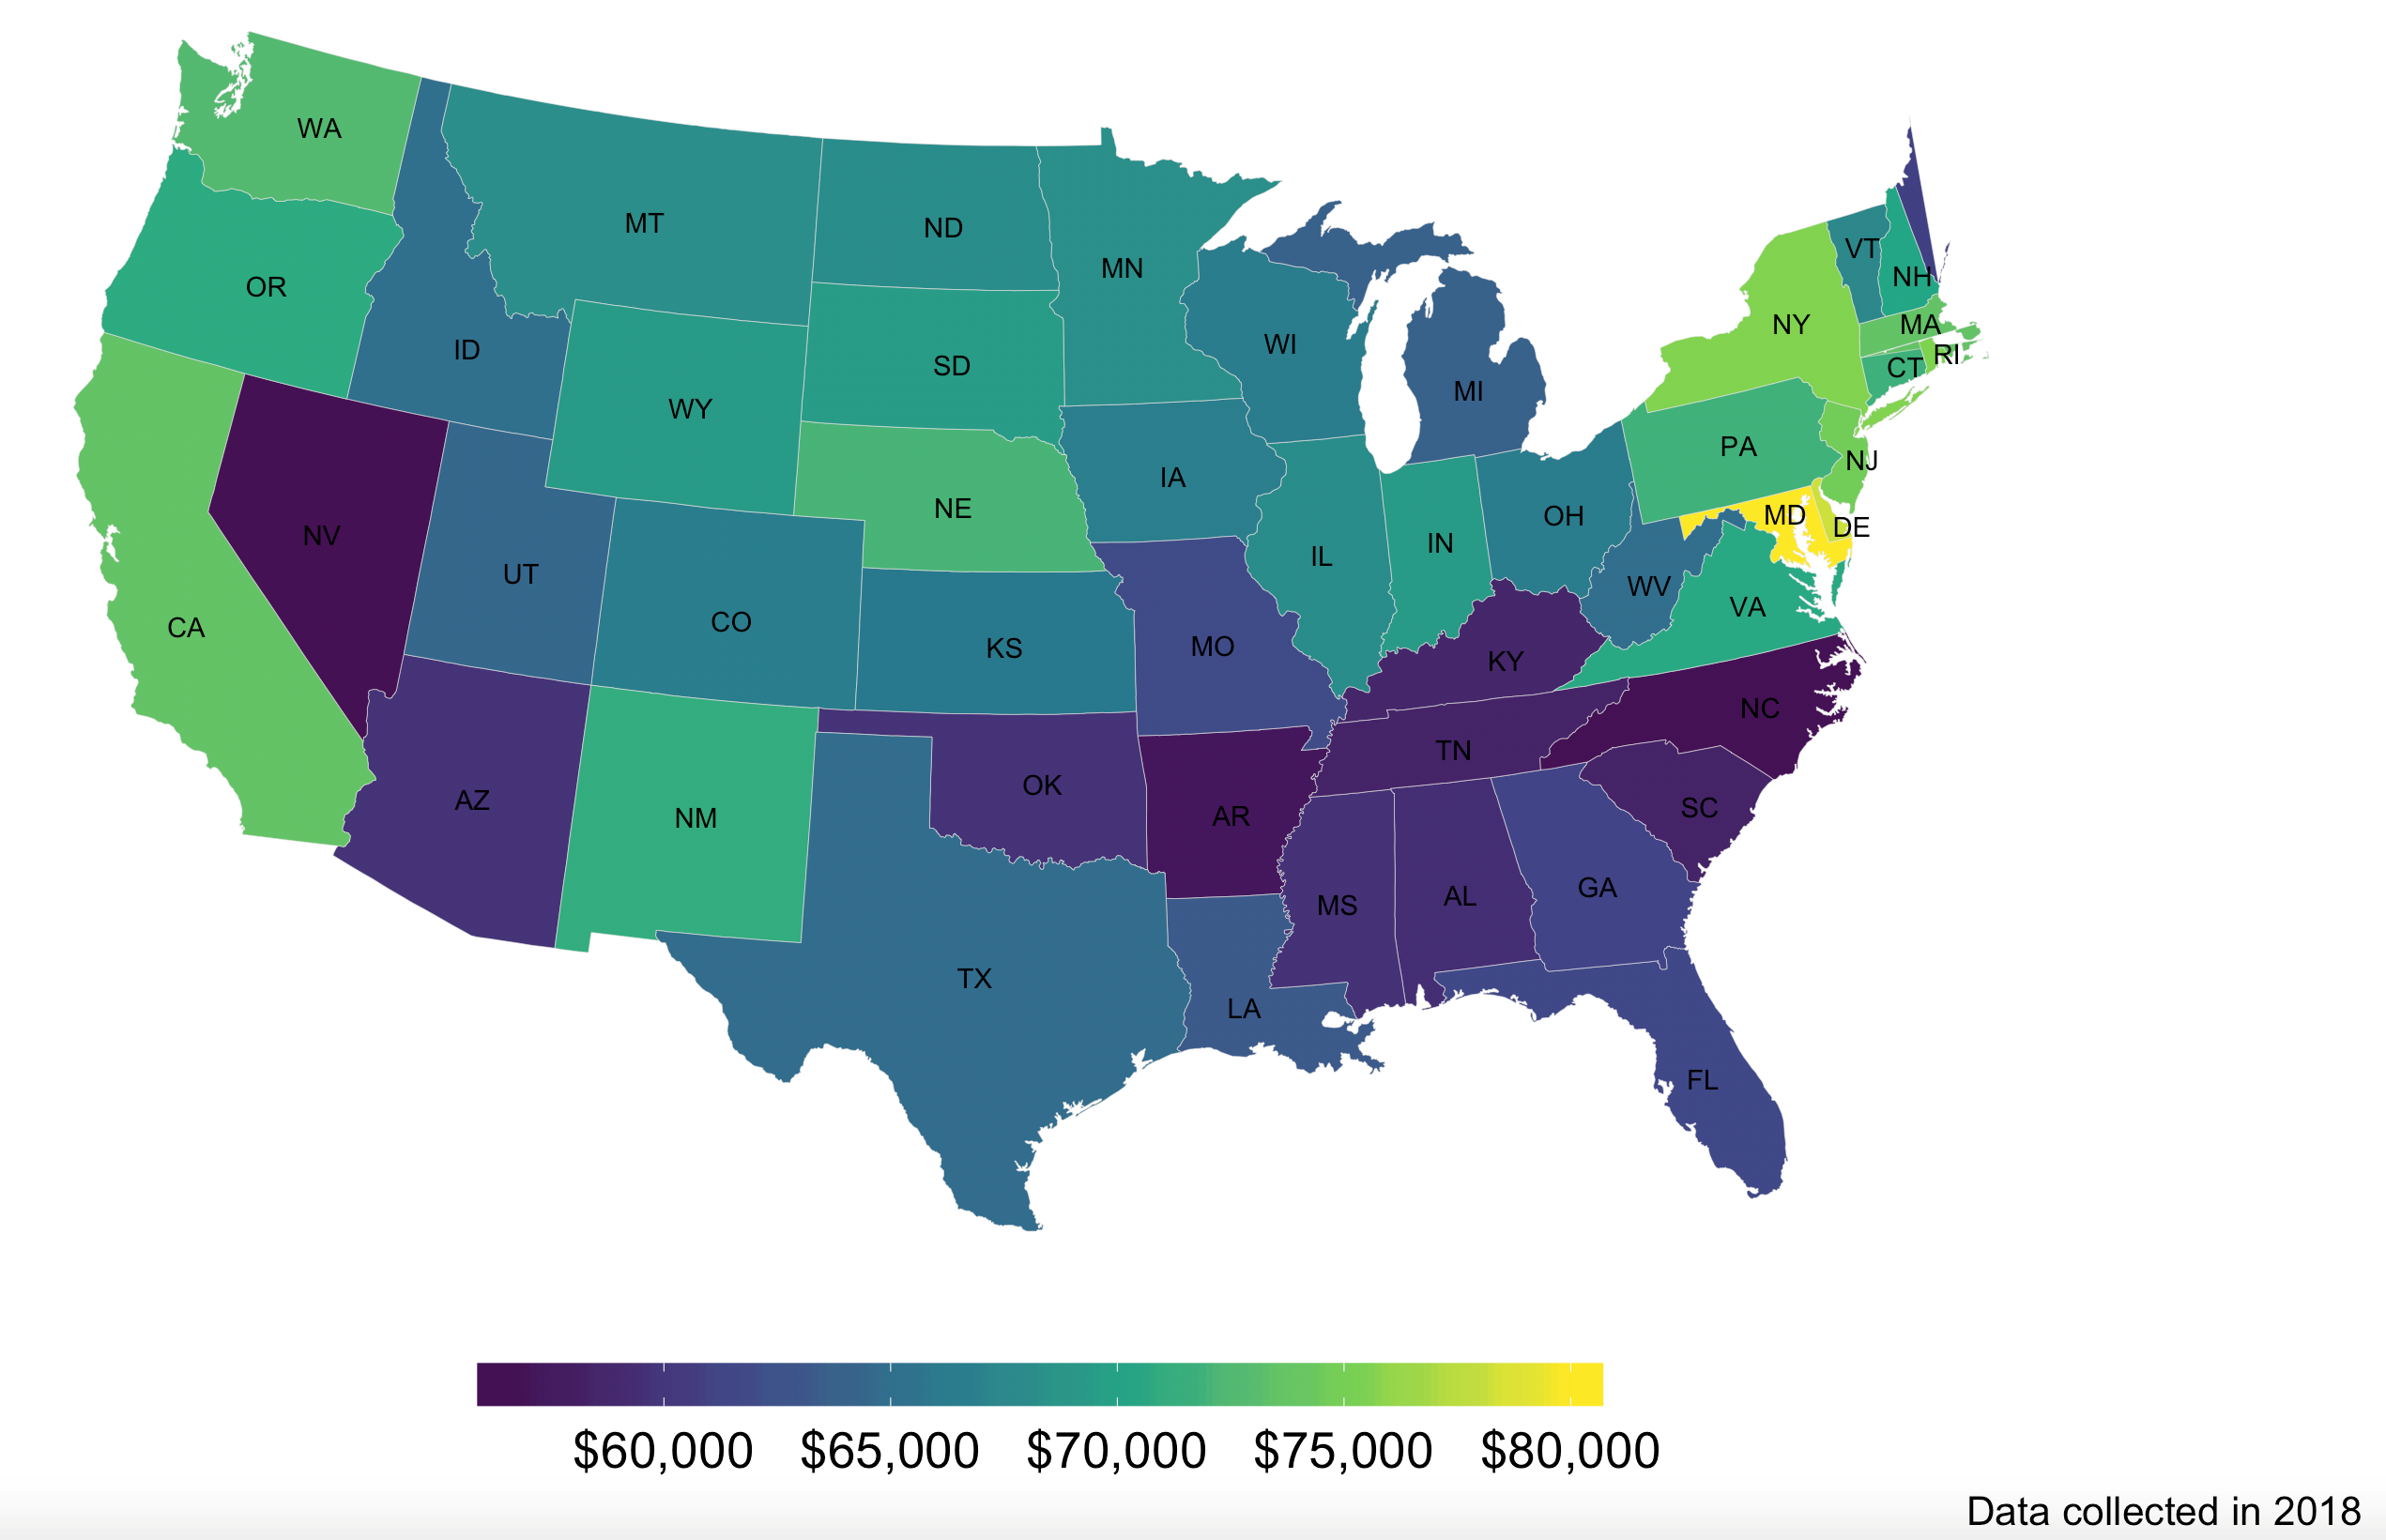 WA
MT
ND
VT
MN
NH
OR
NY
MA
WI
ID
RI
SD
CT
MI
WY
PA
NJ
IA
NE
MD
OH
DE
NV
IN
IL
UT
WV
VA
CO
CA
MO
KS
KY
NC
TN
OK
AZ
SC
AR
NM
GA
AL
MS
TX
LA
FL
$60,000 $65,000 $70,000 $75,000 $80,000
Data collected in 2018